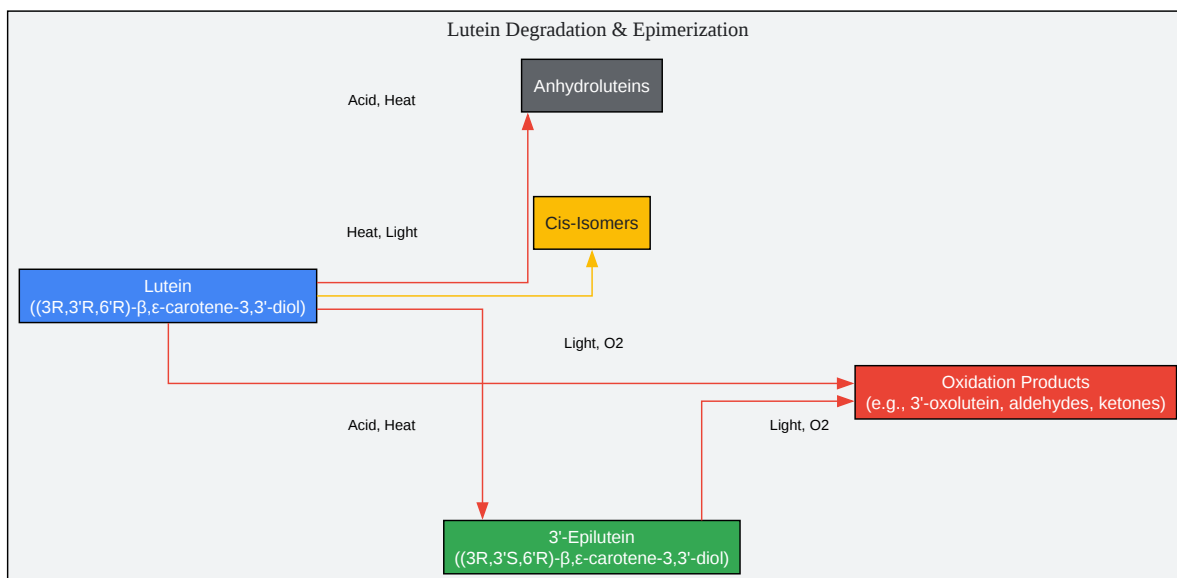 Lutein Degradation & Epimerization
Anhydroluteins
Acid, Heat
Cis-Isomers
Heat, Light
Lutein
((3R,3'R,6'R)-β,ε-carotene-3,3'-diol)
Light, O2
Oxidation Products
(e.g., 3'-oxolutein, aldehydes, ketones)
Acid, Heat
Light, O2
3'-Epilutein
((3R,3'S,6'R)-β,ε-carotene-3,3'-diol)